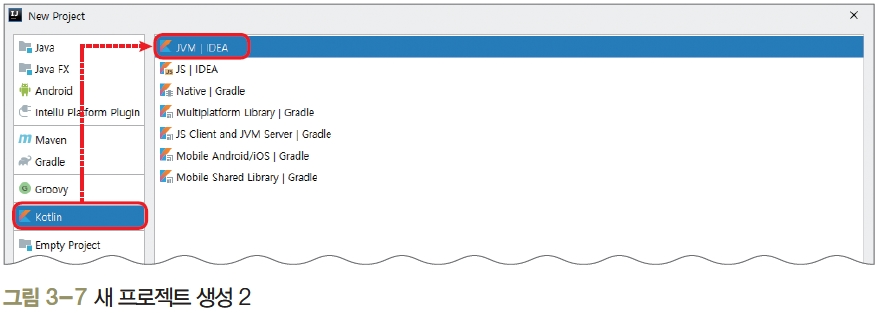 New Project
Java
Java FX
Android
IntelliJ Platform Plugin
Maven
Gradle
Groovy
Kotlin
Empty Project
JVM | IDEA
JS | IDEA
Native | Gradle
Multiplatform Library | Gradle
JS Client and JVM Server | Gradle
Mobile Android/iOS | Gradle
Mobile Shared Library | Gradle
그림 3-7 새 프로젝트 생성 2